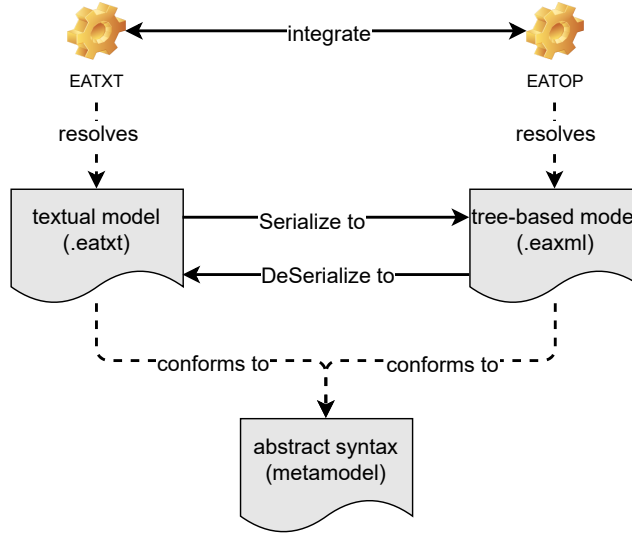 integrate
EATXT
EATOP
resolves
resolves
textual model
(.eatxt)
Serialize to
tree-based model
(.eaxml)
DeSerialize to
conforms to
conforms to
abstract syntax
(metamodel)